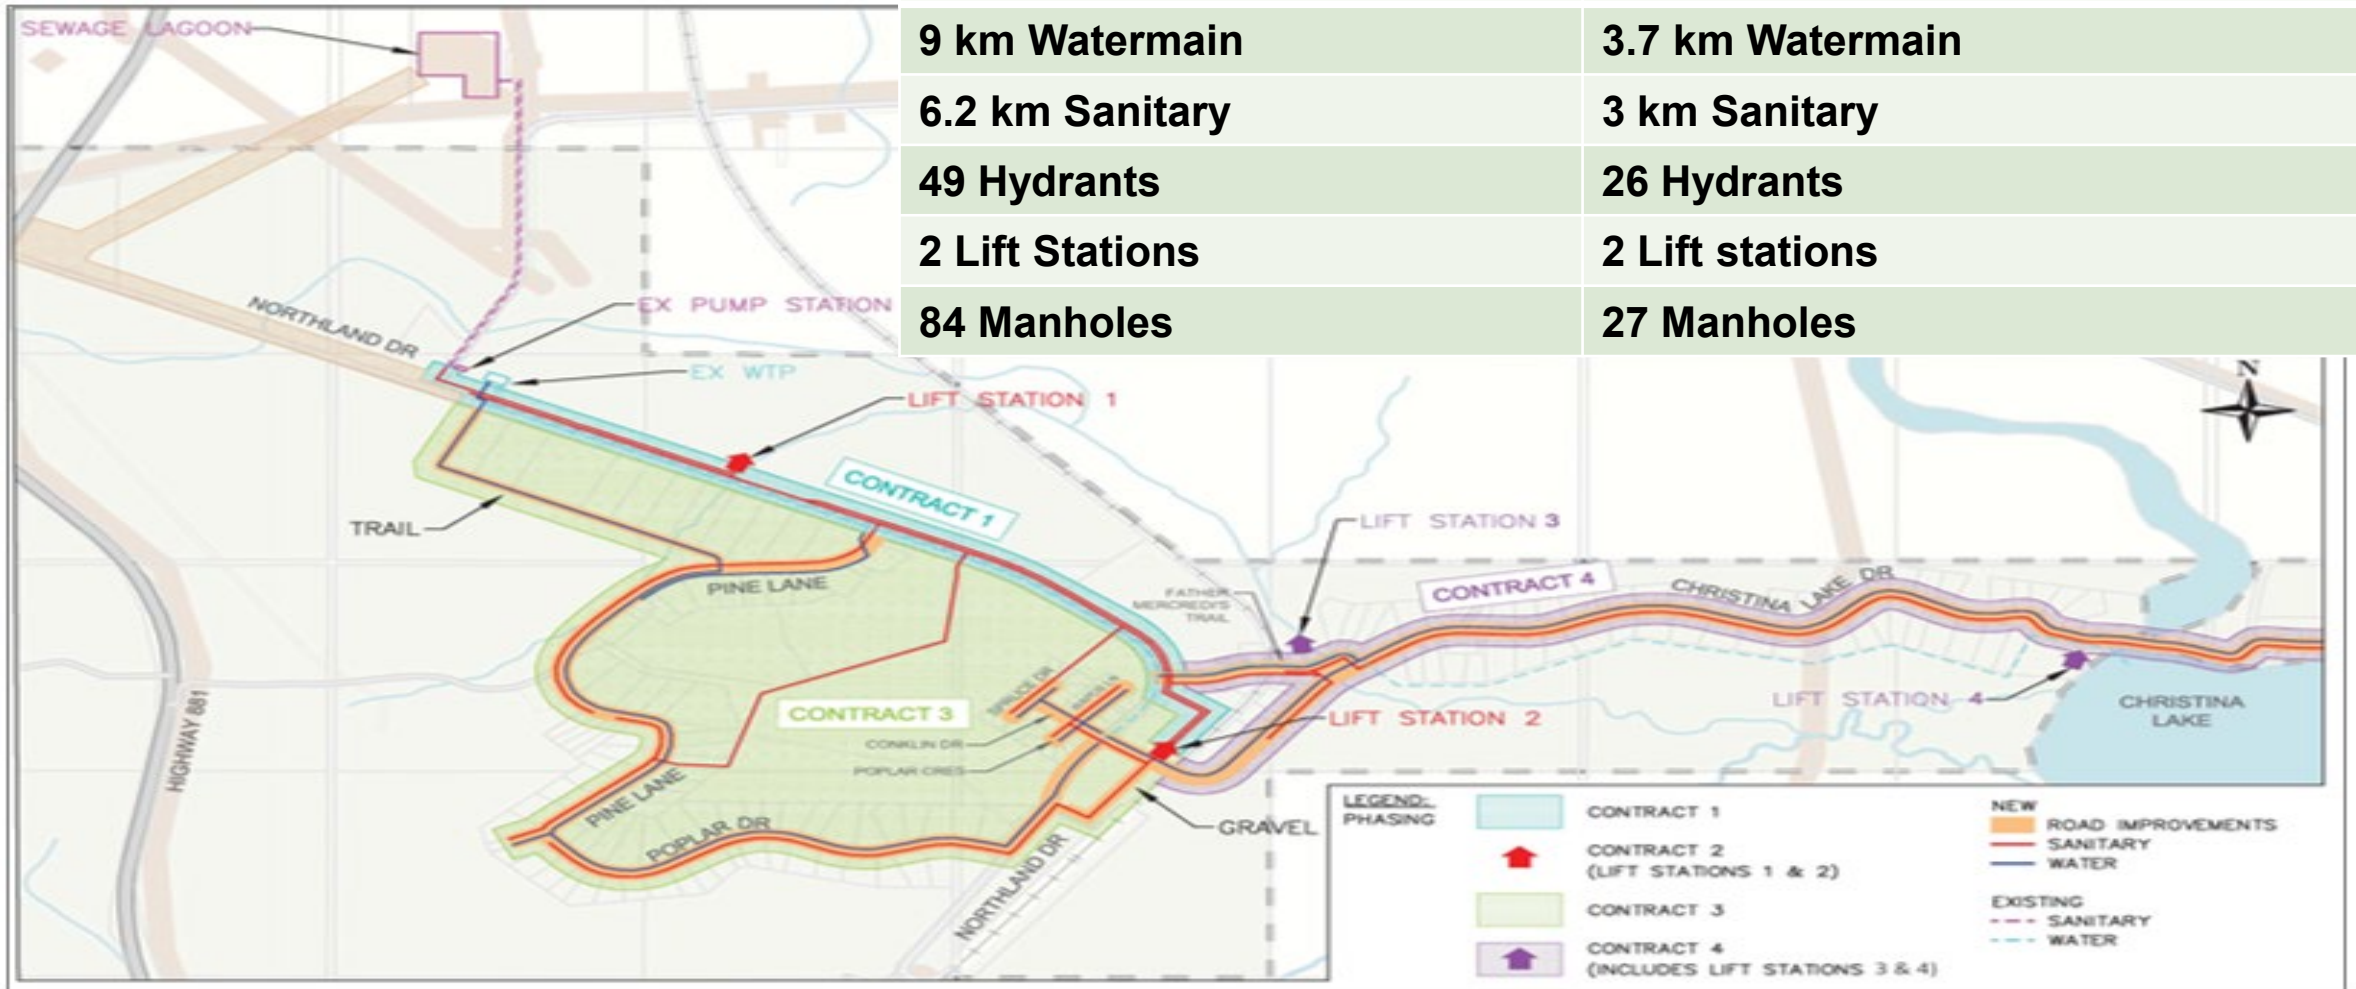 SEWAGE LAGOON
9 km Watermain
3.7 km Watermain
6.2 km Sanitary
3 km Sanitary
49 Hydrants
26 Hydrants
2 Lift Stations
2 Lift stations
84 Manholes
27 Manholes
NORTHLAND DR
EX PUMP STATION
EX WTP
LIFT STATION 1
N
CONTRACT 1
TRAIL
LIFT STATION 3
PINE LANE
CONTRACT 4
CHRISTINA LAKE DR
FATHER
MERCREDI'S
TRAIL
HIGHWAY 881
CONTRACT 3
SPRUCE DR
CONKLIN DR
POPLAR CRES
LIFT STATION 2
LIFT STATION 4
CHRISTINA
LAKE
PINE LANE
POPLAR DR
GRAVEL
NORTHLAND DR
LEGEND:
PHASING
CONTRACT 1
CONTRACT 2
(LIFT STATIONS 1 & 2)
CONTRACT 3
CONTRACT 4
(INCLUDES LIFT STATIONS 3 & 4)
NEW
ROAD IMPROVEMENTS
SANITARY
WATER
EXISTING
SANITARY
WATER